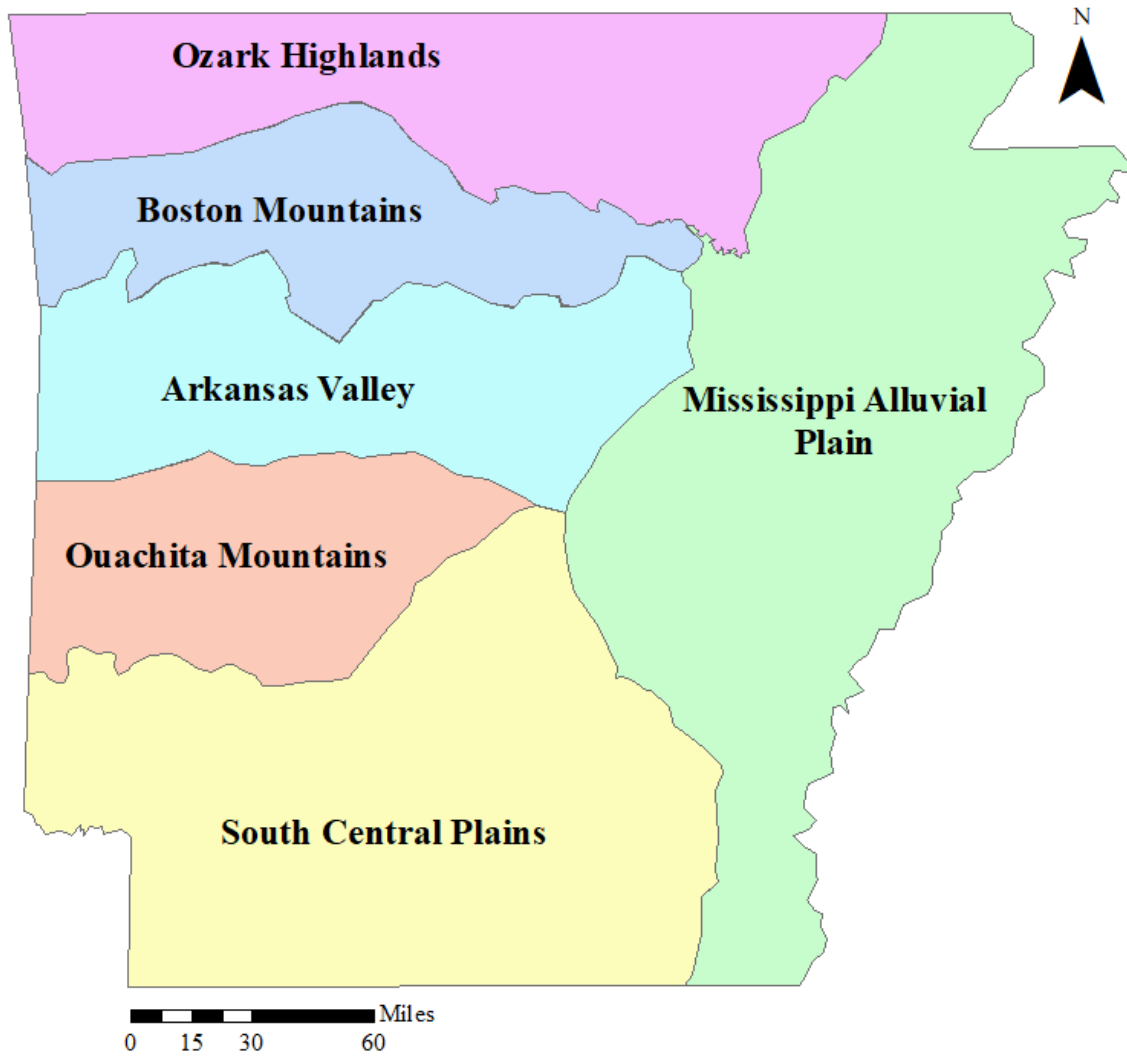 N
Ozark Highlands
Boston Mountains
Arkansas Valley
Mississippi Alluvial
Plain
Ouachita Mountains
South Central Plains
Miles
0 15 30 60